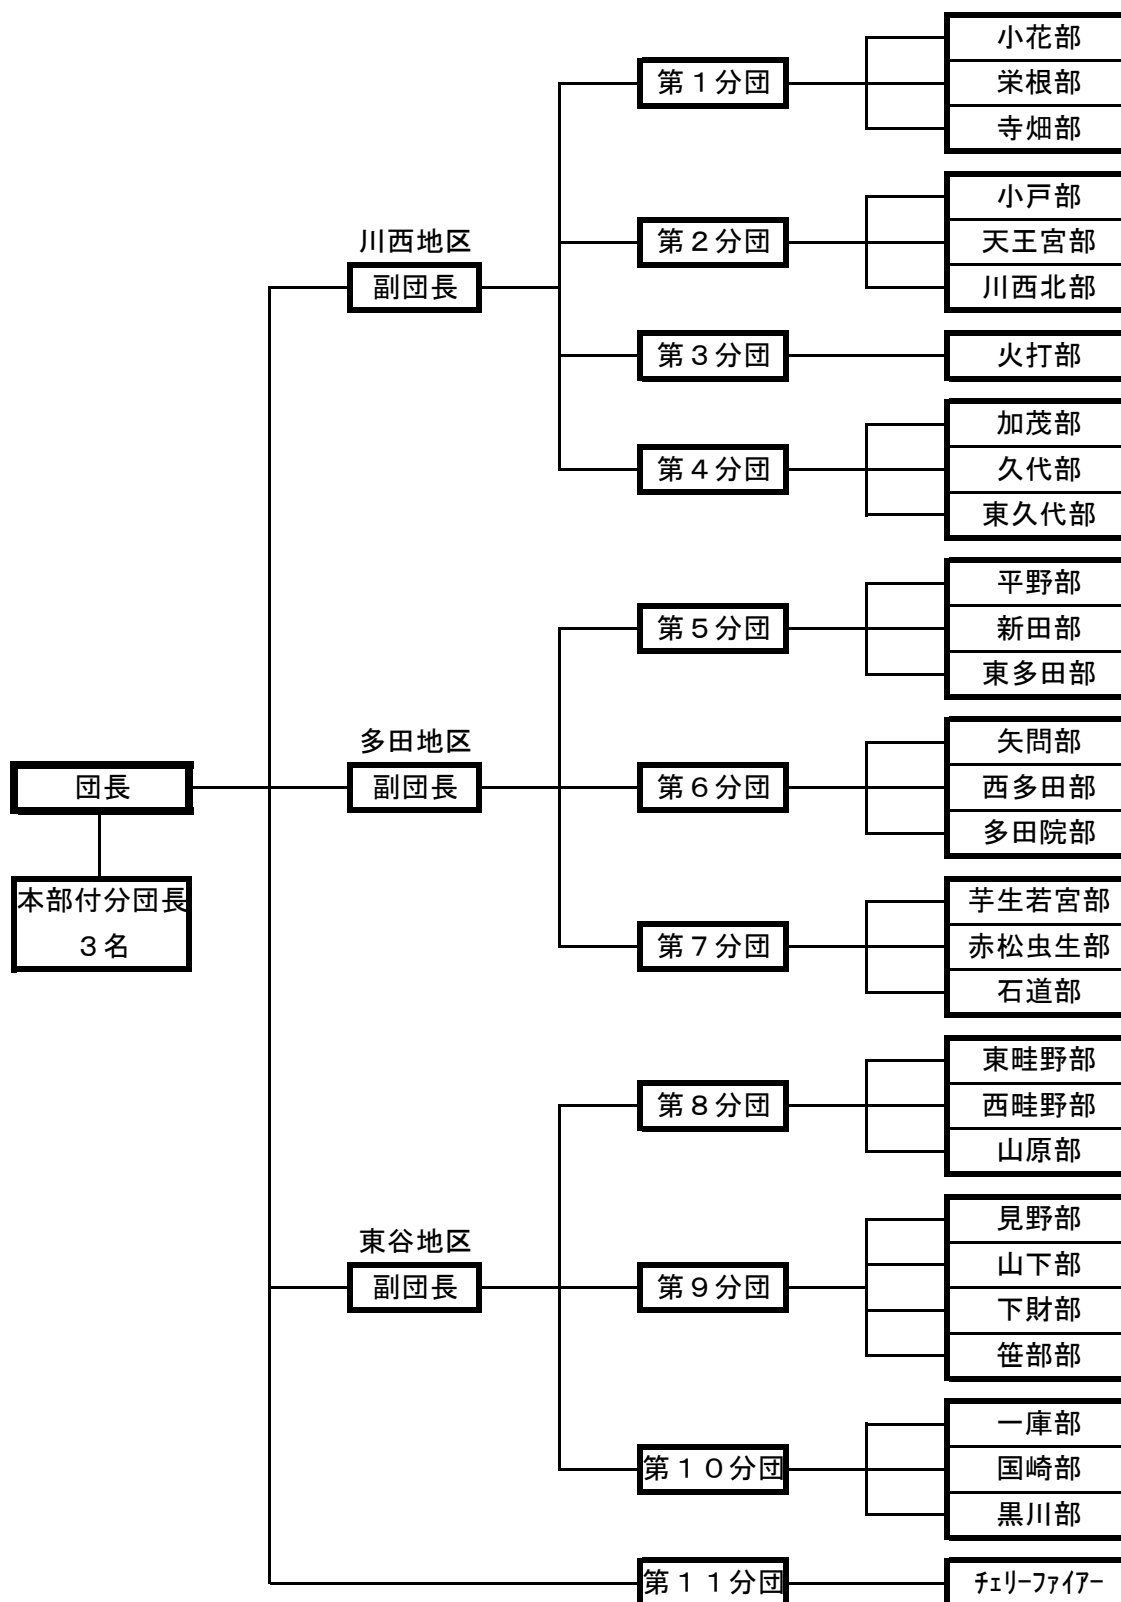 団長
本部付分団長
３名
川西地区
副団長
第１分団
小花部
栄根部
寺畑部
第２分団
小戸部
天王宮部
川西北部
第３分団
火打部
第４分団
加茂部
久代部
東久代部
多田地区
副団長
第５分団
平野部
新田部
東多田部
第６分団
矢問部
西多田部
多田院部
第７分団
芋生若宮部
赤松虫生部
石道部
東谷地区
副団長
第８分団
東畦野部
西畦野部
山原部
第９分団
見野部
山下部
下財部
笹部部
第１０分団
一庫部
国崎部
黒川部
第１１分団
ﾁｪﾘｰﾌｧｲｱｰ